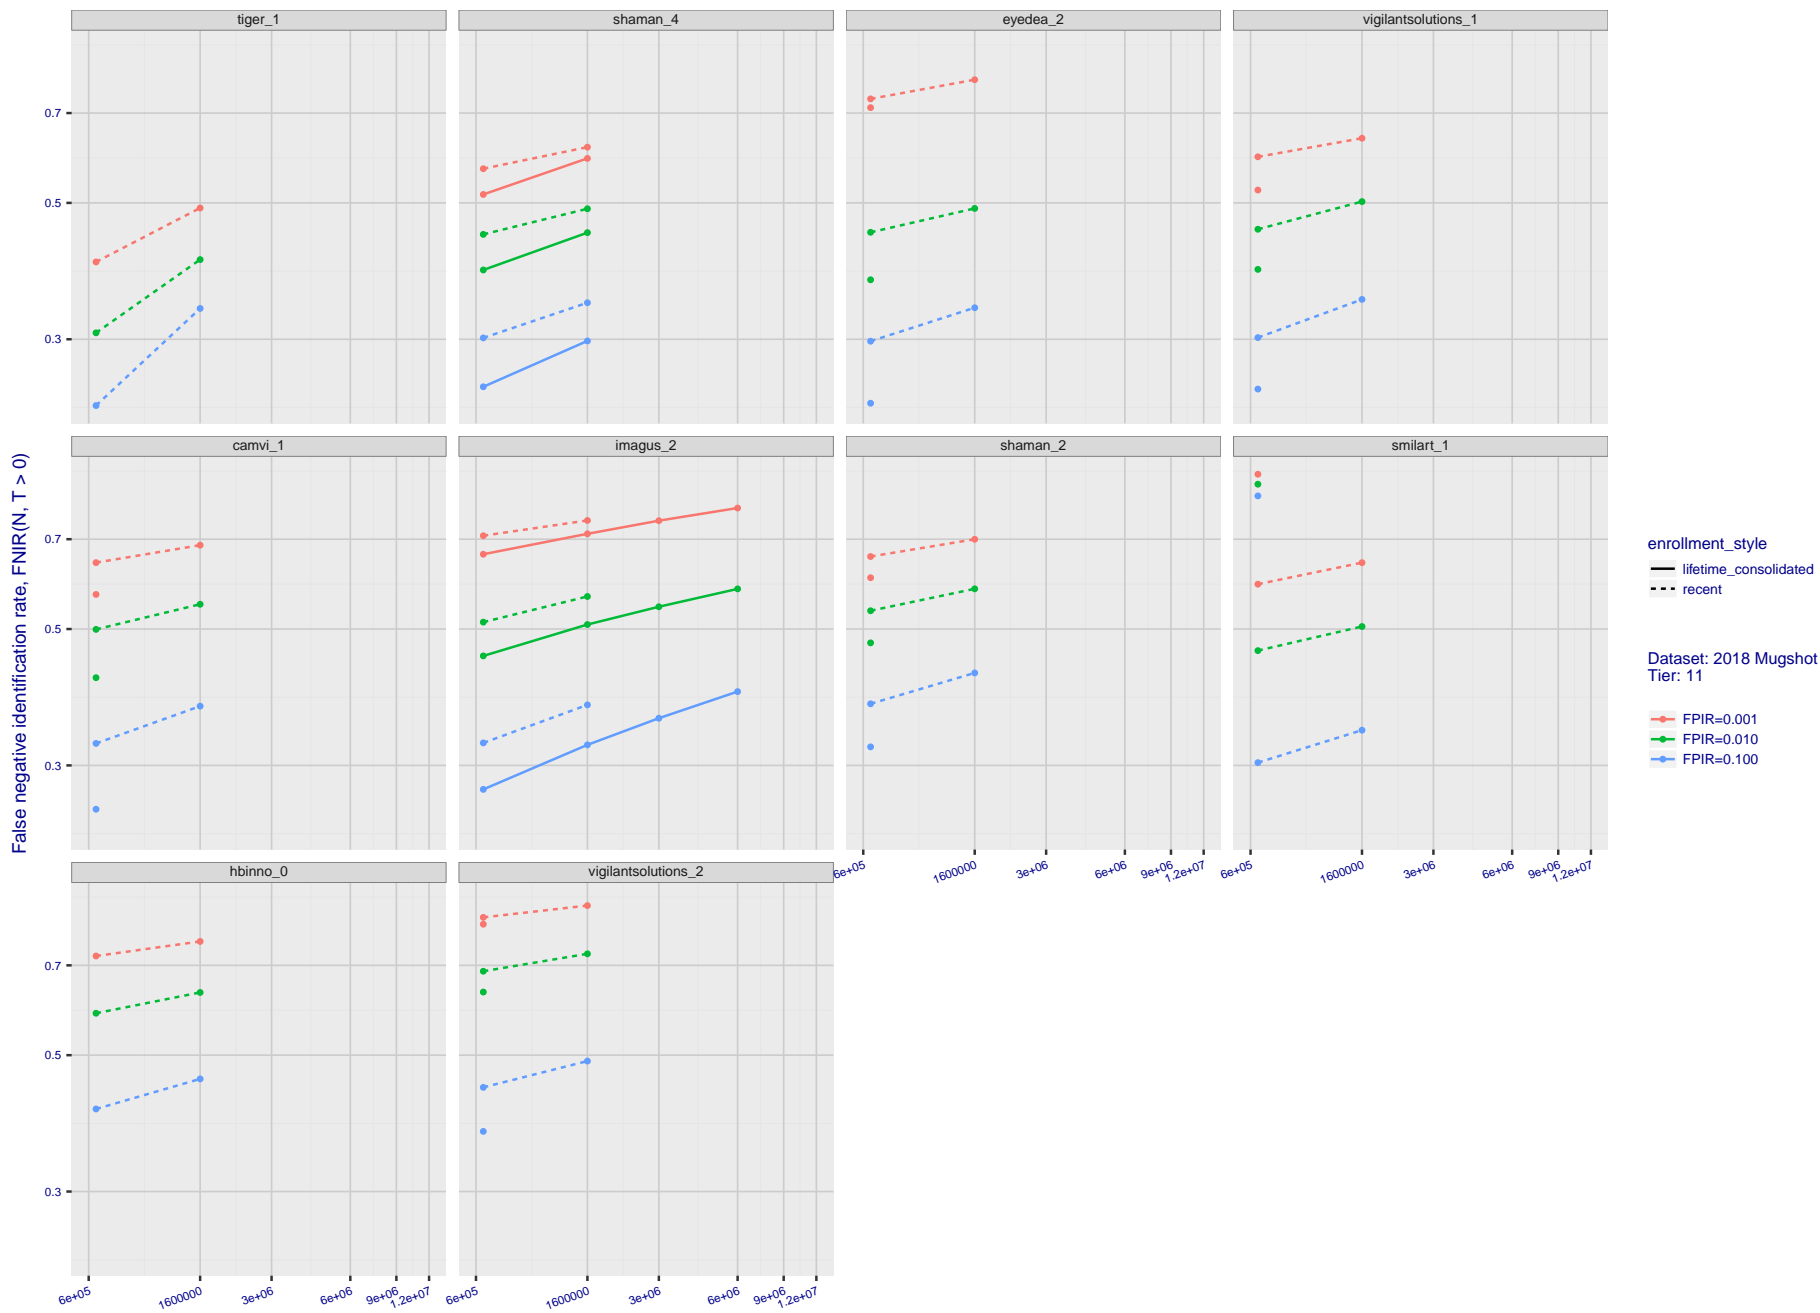 tiger_1
shaman_4
eyedea_2
vigilantsolutions_1
0.7
0.5
0.3
camvi_1
imagus_2
shaman_2
smilart_1
0.7
0.5
0.3
6e+05
1600000
3e+06
6e+06
9e+06
1.2e+07
6e+05
1600000
3e+06
6e+06
9e+06
1.2e+07
hbinno_0
vigilantsolutions_2
0.7
0.5
0.3
6e+05
1600000
3e+06
6e+06
9e+06
1.2e+07
6e+05
1600000
3e+06
6e+06
9e+06
1.2e+07
False negative identification rate, FNIR(N, T > 0)
enrollment_style
lifetime_consolidated
recent
Dataset: 2018 Mugshot
Tier: 11
FPIR=0.001
FPIR=0.010
FPIR=0.100